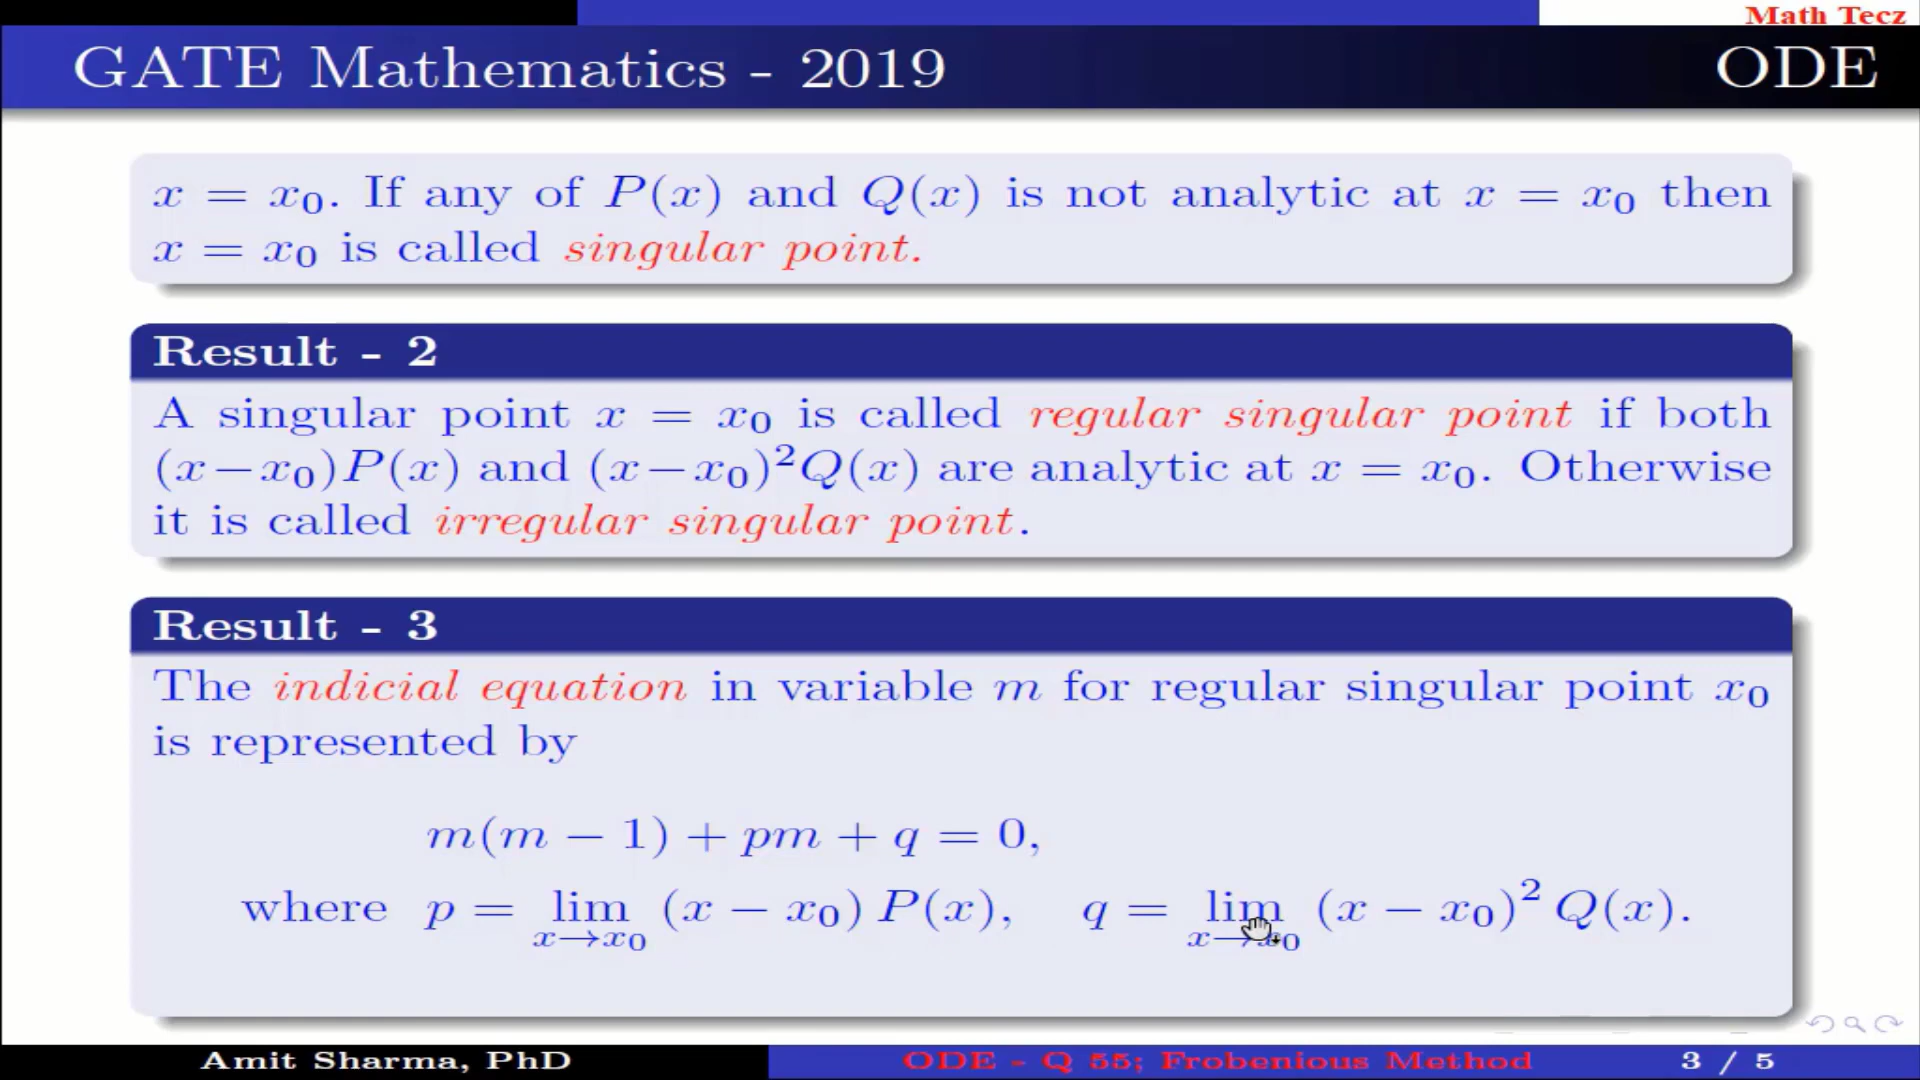 Math Tecz
GATE Mathematics - 2019 ODE
x = x₀. If any of P(x) and Q(x) is not analytic at x = x₀ then
x = x₀ is called singular point.
Result - 2
A singular point x = x₀ is called regular singular point if both
(x−x₀)P(x) and (x−x₀)²Q(x) are analytic at x = x₀. Otherwise
it is called irregular singular point.
Result - 3
The indicial equation in variable m for regular singular point x₀
is represented by
m(m − 1) + pm + q = 0,
where p = lim x→x₀ (x − x₀) P(x), q = lim x→x₀ (x − x₀)² Q(x).
Amit Sharma, PhD ODE - Q 55; Frobenious Method 3 / 5